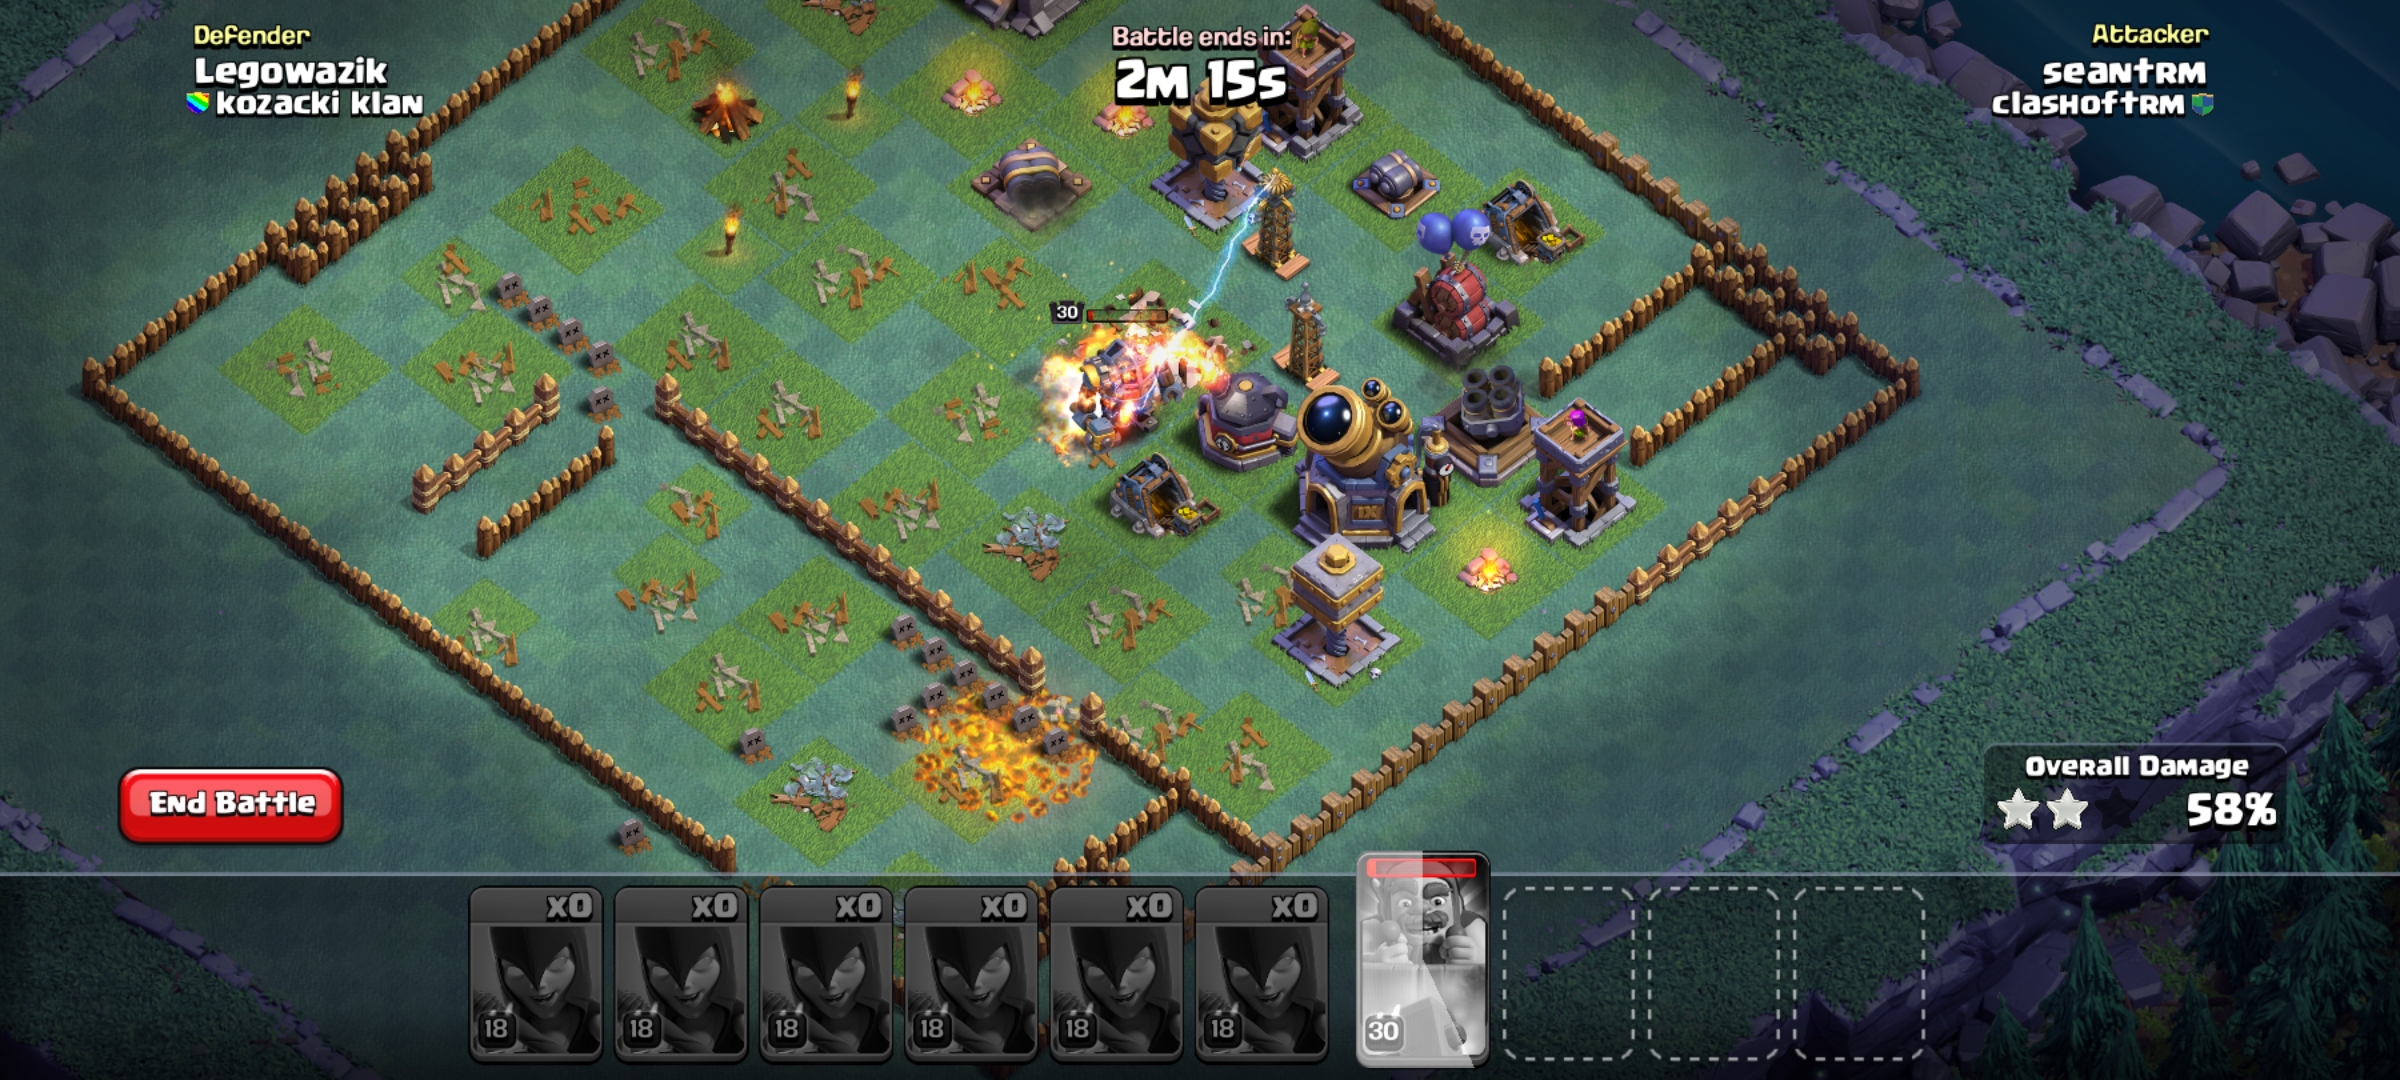 Defender
Legowazik
kozacki klan
Battle ends in:
2M 15s
Attacker
seantRM
clashoftRM
30
End Battle
Overall Damage
58%
x0
x0
x0
x0
x0
x0
18
18
18
18
18
18
30